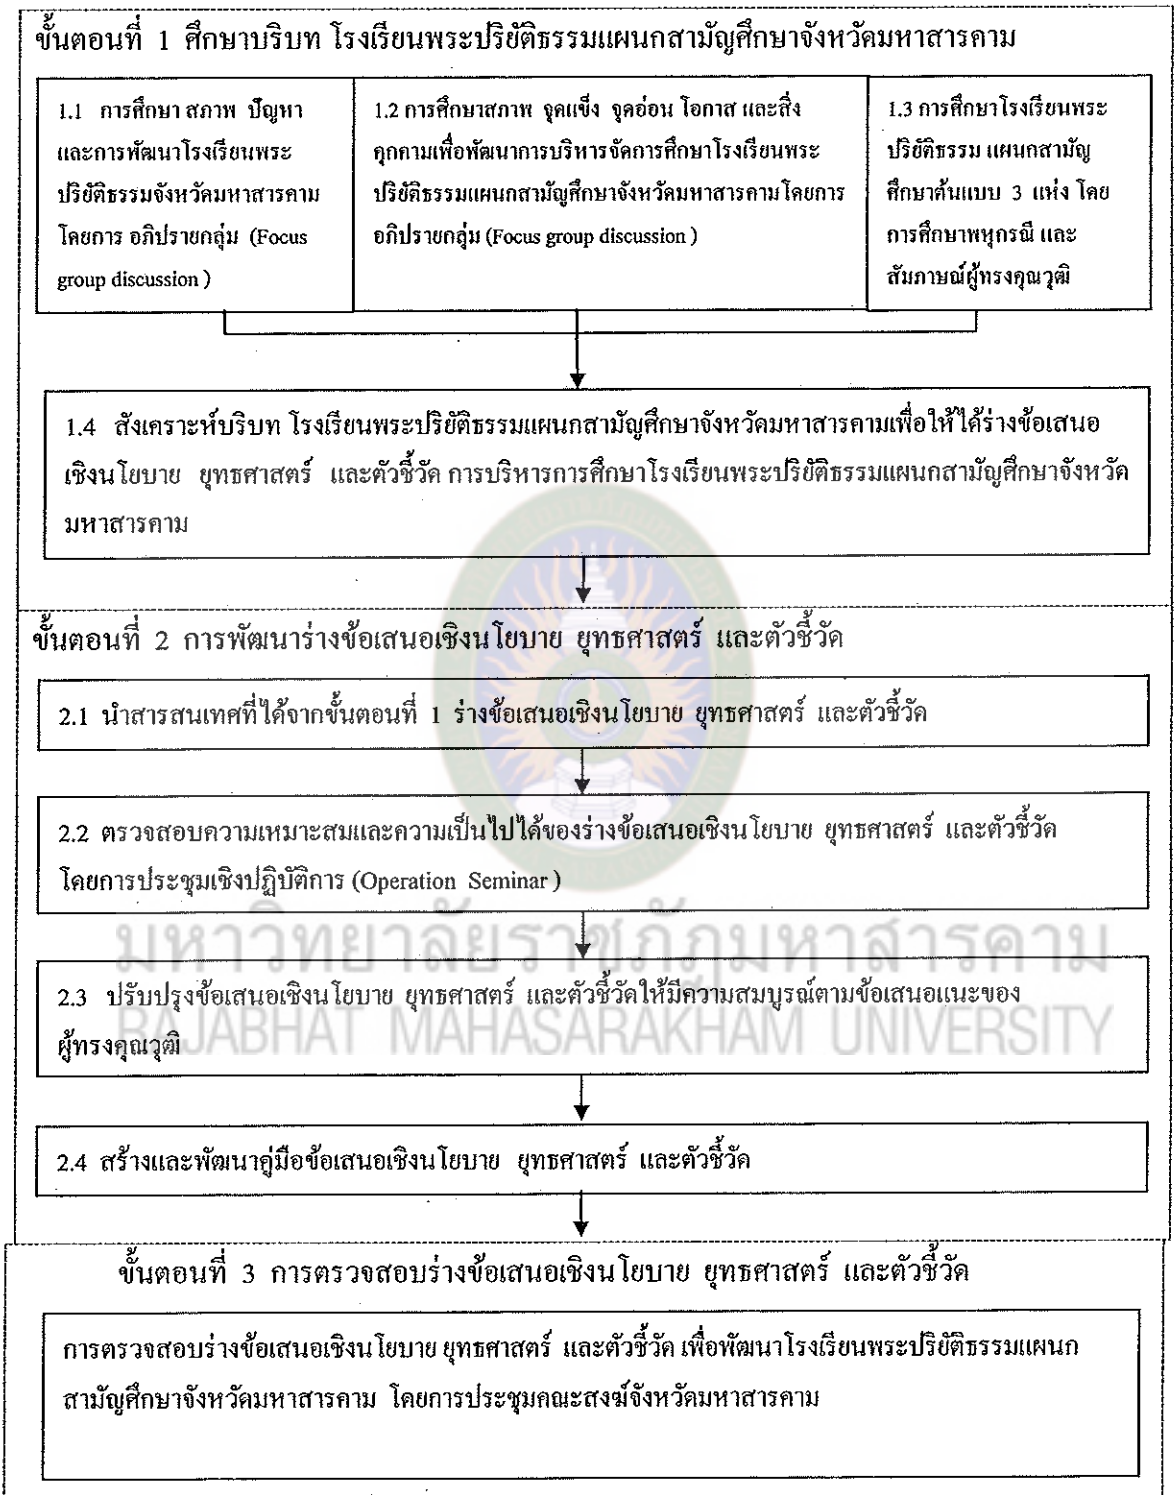 ขั้นตอนที่ 1 ศึกษาบริบท โรงเรียนพระปริยัติธรรมแผนกสามัญศึกษาจังหวัดมหาสารคาม
1.1 การศึกษา สภาพ ปัญหา
และการพัฒนาโรงเรียนพระ
ปริยัติธรรมจังหวัดมหาสารคาม
โดยการ อภิปรายกลุ่ม (Focus
group discussion )
1.2 การศึกษาสภาพ จุดแข็ง จุดอ่อน โอกาส และสิ่ง
คุกคามเพื่อพัฒนาการบริหารจัดการศึกษาโรงเรียนพระ
ปริยัติธรรมแผนกสามัญศึกษาจังหวัดมหาสารคามโดยการ
อภิปรายกลุ่ม (Focus group discussion )
1.3 การศึกษาโรงเรียนพระ
ปริยัติธรรม แผนกสามัญ
ศึกษาต้นแบบ 3 แห่ง โดย
การศึกษาพหุกรณี และ
สัมภาษณ์ผู้ทรงคุณวุฒิ
1.4 สังเคราะห์บริบท โรงเรียนพระปริยัติธรรมแผนกสามัญศึกษาจังหวัดมหาสารคามเพื่อให้ได้ร่างข้อเสนอ
เชิงนโยบาย ยุทธศาสตร์ และตัวชี้วัด การบริหารการศึกษาโรงเรียนพระปริยัติธรรมแผนกสามัญศึกษาจังหวัด
มหาสารคาม
ขั้นตอนที่ 2 การพัฒนาร่างข้อเสนอเชิงนโยบาย ยุทธศาสตร์ และตัวชี้วัด
2.1 นำสารสนเทศที่ได้จากขั้นตอนที่ 1 ร่างข้อเสนอเชิงนโยบาย ยุทธศาสตร์ และตัวชี้วัด
2.2 ตรวจสอบความเหมาะสมและความเป็นไปได้ของร่างข้อเสนอเชิงนโยบาย ยุทธศาสตร์ และตัวชี้วัด
โดยการประชุมเชิงปฏิบัติการ (Operation Seminar )
มหาวิทยาลัยราชภัฏมหาสารคาม
2.3 ปรับปรุงข้อเสนอเชิงนโยบาย ยุทธศาสตร์ และตัวชี้วัดให้มีความสมบูรณ์ตามข้อเสนอแนะของ
ผู้ทรงคุณวุฒิ
RAJABHAT MAHASARAKHAM UNIVERSITY
2.4 สร้างและพัฒนาคู่มือข้อเสนอเชิงนโยบาย ยุทธศาสตร์ และตัวชี้วัด
ขั้นตอนที่ 3 การตรวจสอบร่างข้อเสนอเชิงนโยบาย ยุทธศาสตร์ และตัวชี้วัด
การตรวจสอบร่างข้อเสนอเชิงนโยบาย ยุทธศาสตร์ และตัวชี้วัด เพื่อพัฒนาโรงเรียนพระปริยัติธรรมแผนก
สามัญศึกษาจังหวัดมหาสารคาม โดยการประชุมคณะสงฆ์จังหวัดมหาสารคาม